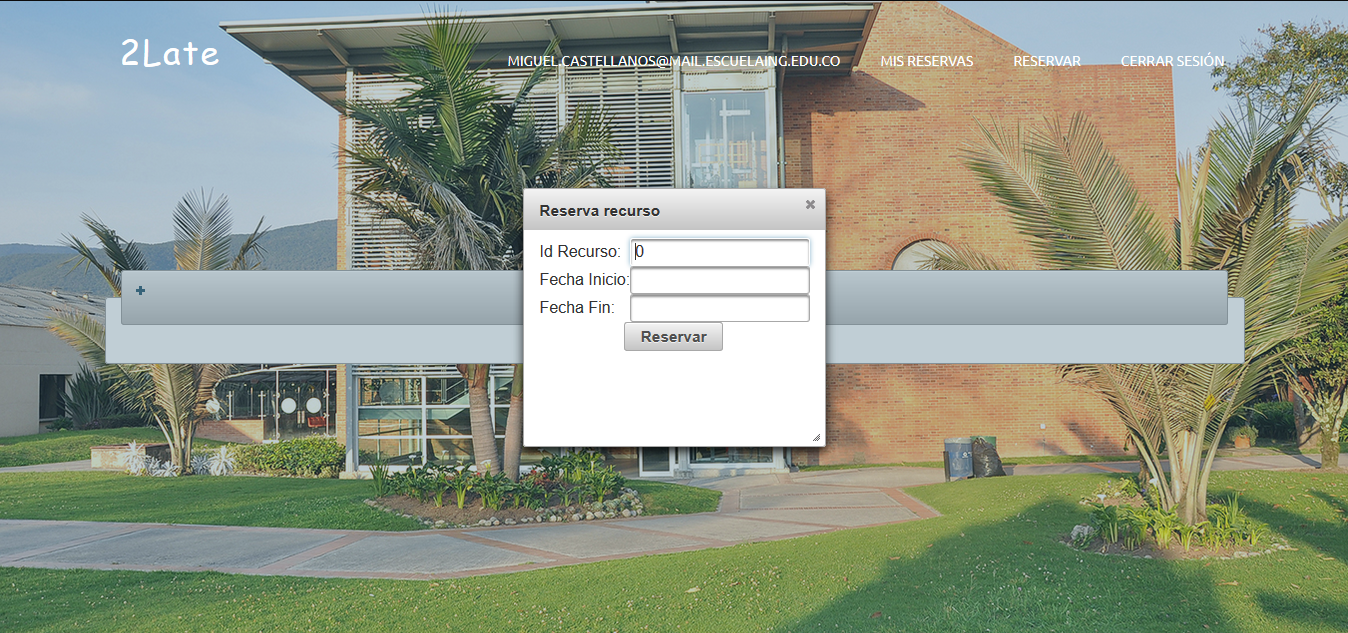 2Late
MIGUEL.CASTELLANOS@MAIL.ESCUELAING.EDU.CO MIS RESERVAS RESERVAR CERRAR SESIÓN
Reserva recurso
Id Recurso: 0
Fecha Inicio:
Fecha Fin:
Reservar